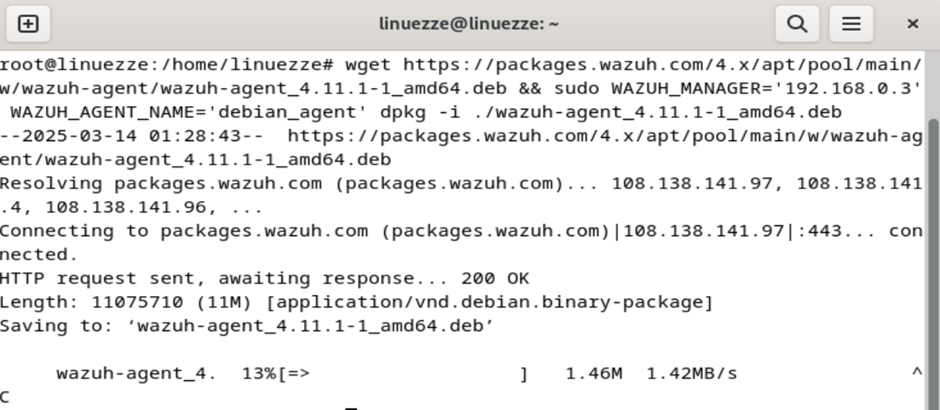 linuezze@linuezze: ~
root@linuezze:/home/linuezze# wget https://packages.wazuh.com/4.x/apt/pool/main/
w/wazuh-agent/wazuh-agent_4.11.1-1_amd64.deb && sudo WAZUH_MANAGER='192.168.0.3'
 WAZUH_AGENT_NAME='debian_agent' dpkg -i ./wazuh-agent_4.11.1-1_amd64.deb
--2025-03-14 01:28:43--  https://packages.wazuh.com/4.x/apt/pool/main/w/wazuh-ag
ent/wazuh-agent_4.11.1-1_amd64.deb
Resolving packages.wazuh.com (packages.wazuh.com)... 108.138.141.97, 108.138.141
.4, 108.138.141.96, ...
Connecting to packages.wazuh.com (packages.wazuh.com)|108.138.141.97|:443... con
nected.
HTTP request sent, awaiting response... 200 OK
Length: 11075710 (11M) [application/vnd.debian.binary-package]
Saving to: ‘wazuh-agent_4.11.1-1_amd64.deb’
     wazuh-agent_4.  13%[=>                  ]   1.46M  1.42MB/s               ^
C